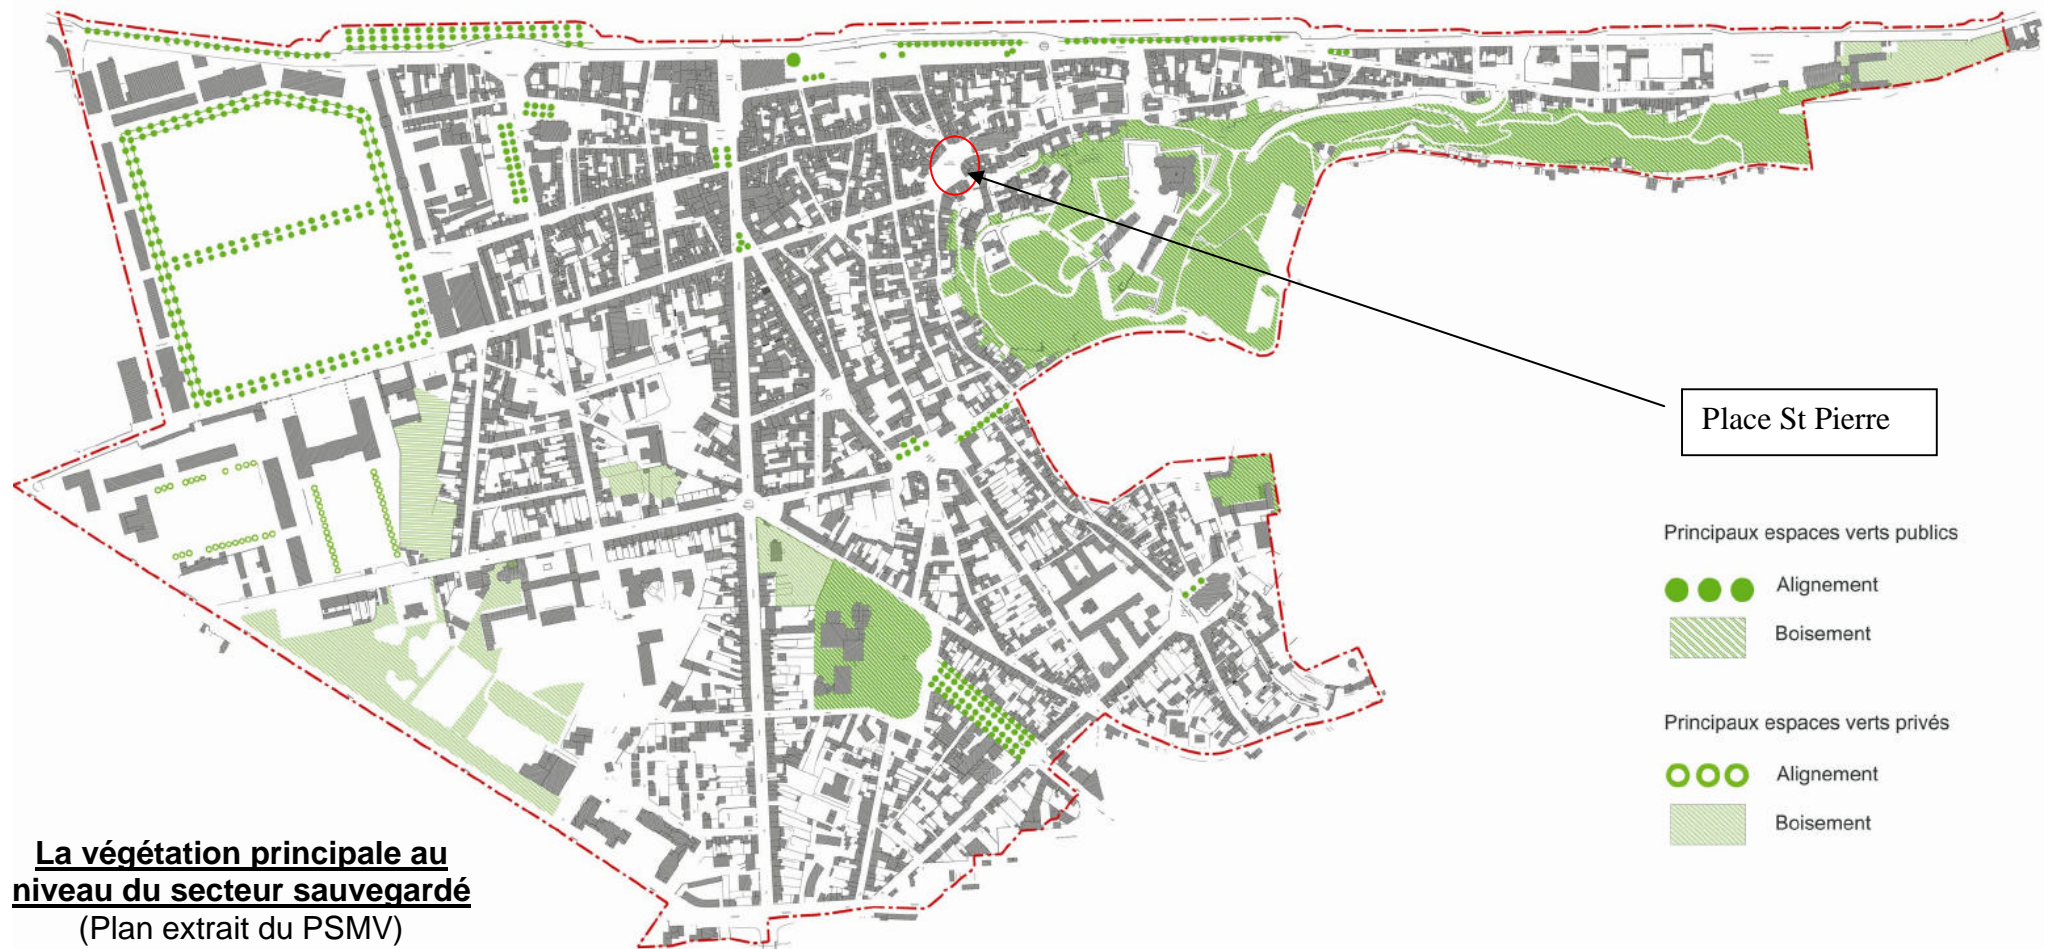 Place St Pierre
Principaux espaces verts publics
Alignement
Boisement
Principaux espaces verts privés
Alignement
Boisement
La végétation principale au
niveau du secteur sauvegardé
(Plan extrait du PSMV)